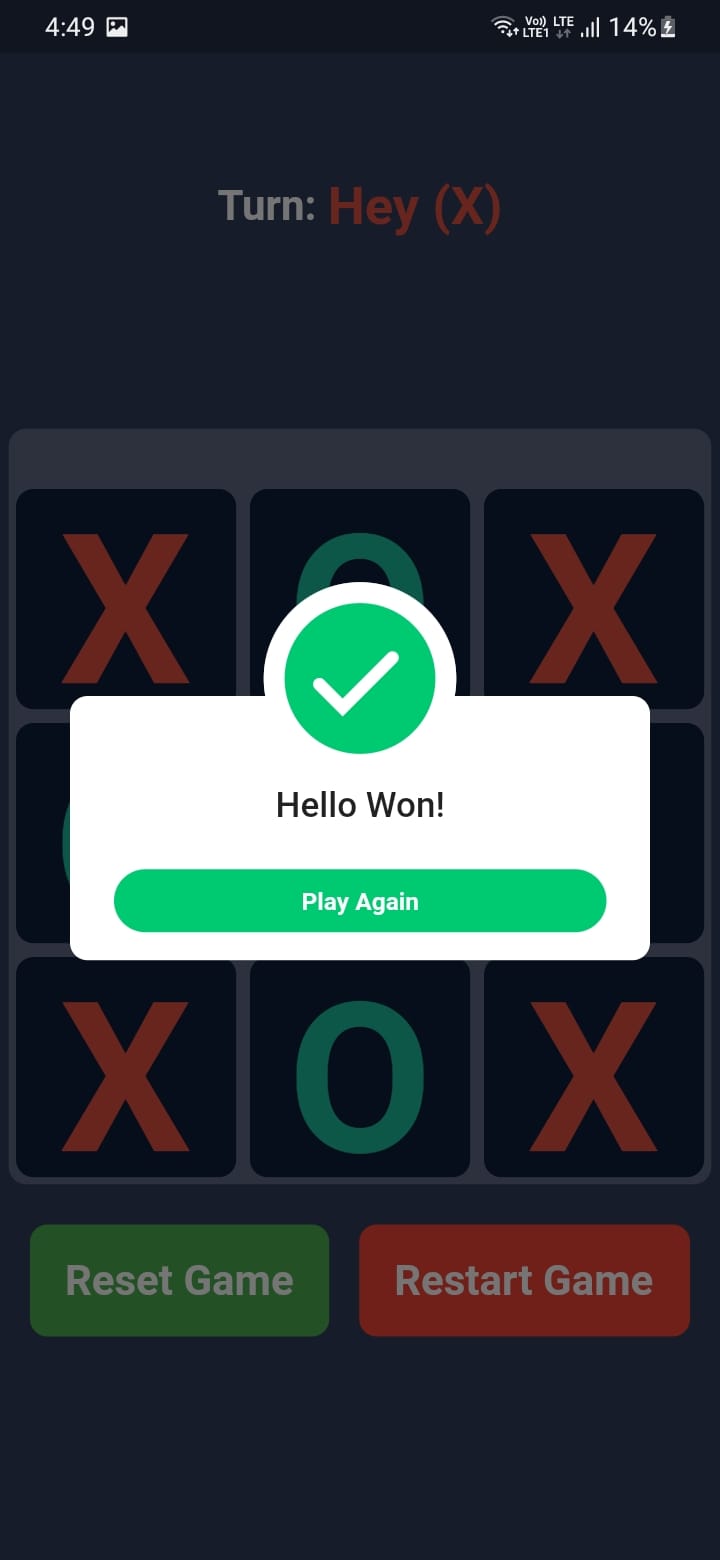 4:49 Vo)) LTE LTE1 14%
Turn: Hey (X)
X O X
Hello Won!
Play Again
X O X
Reset Game Restart Game